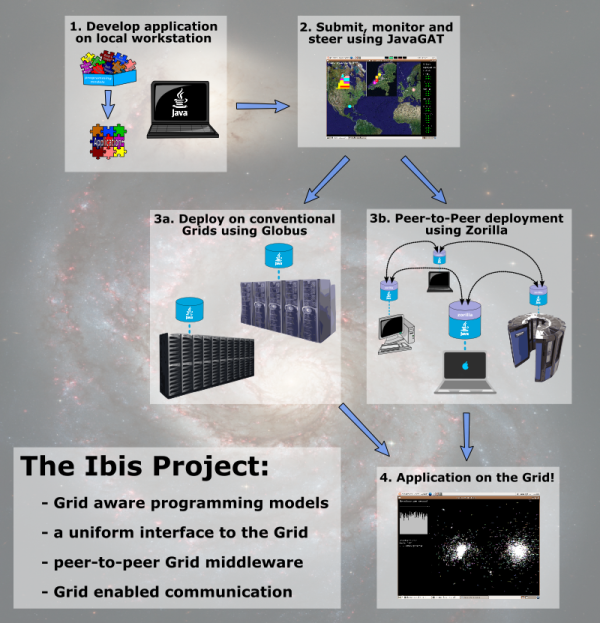 1. Develop application
on local workstation
programming
models
Application
Java
2. Submit, monitor and
steer using JavaGAT
3a. Deploy on conventional
Grids using Globus
3b. Peer-to-Peer deployment
using Zorilla
zorilla
The Ibis Project:
- Grid aware programming models
- a uniform interface to the Grid
- peer-to-peer Grid middleware
- Grid enabled communication
4. Application on the Grid!